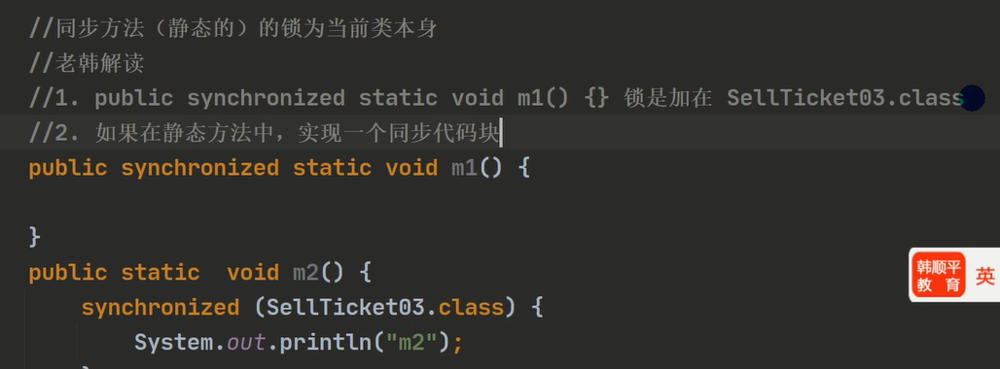 //同步方法（静态的）的锁为当前类本身
//老韩解读
//1. public synchronized static void m1() {} 锁是加在 SellTicket03.class
//2. 如果在静态方法中，实现一个同步代码块
public synchronized static void m1() {
}
public static  void m2() {
synchronized (SellTicket03.class) {
System.out.println("m2");
韩顺平
教 育
英